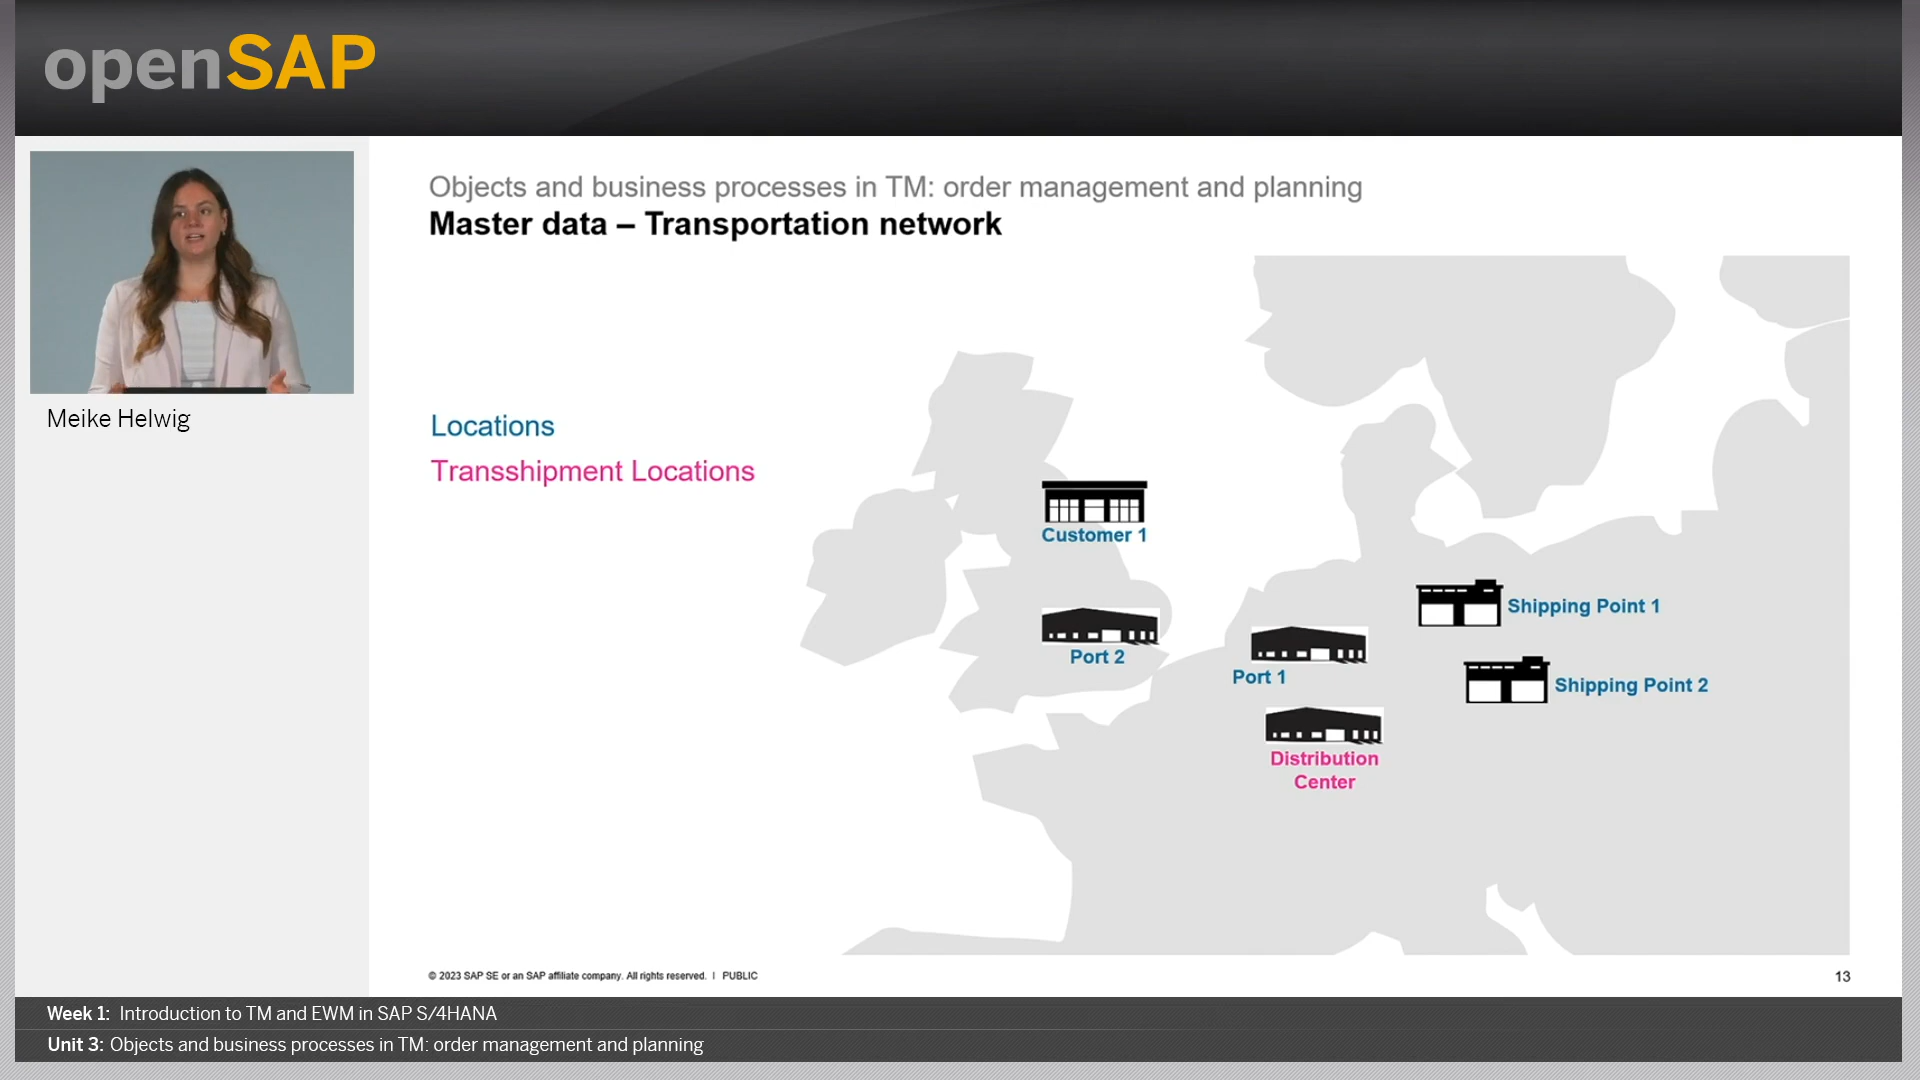 openSAP
Meike Helwig
Objects and business processes in TM: order management and planning
Master data – Transportation network
Locations
Transshipment Locations
Customer 1
Port 2
Port 1
Distribution
Center
Shipping Point 1
Shipping Point 2
© 2023 SAP SE or an SAP affiliate company. All rights reserved. I PUBLIC
13
Week 1: Introduction to TM and EWM in SAP S/4HANA
Unit 3: Objects and business processes in TM: order management and planning